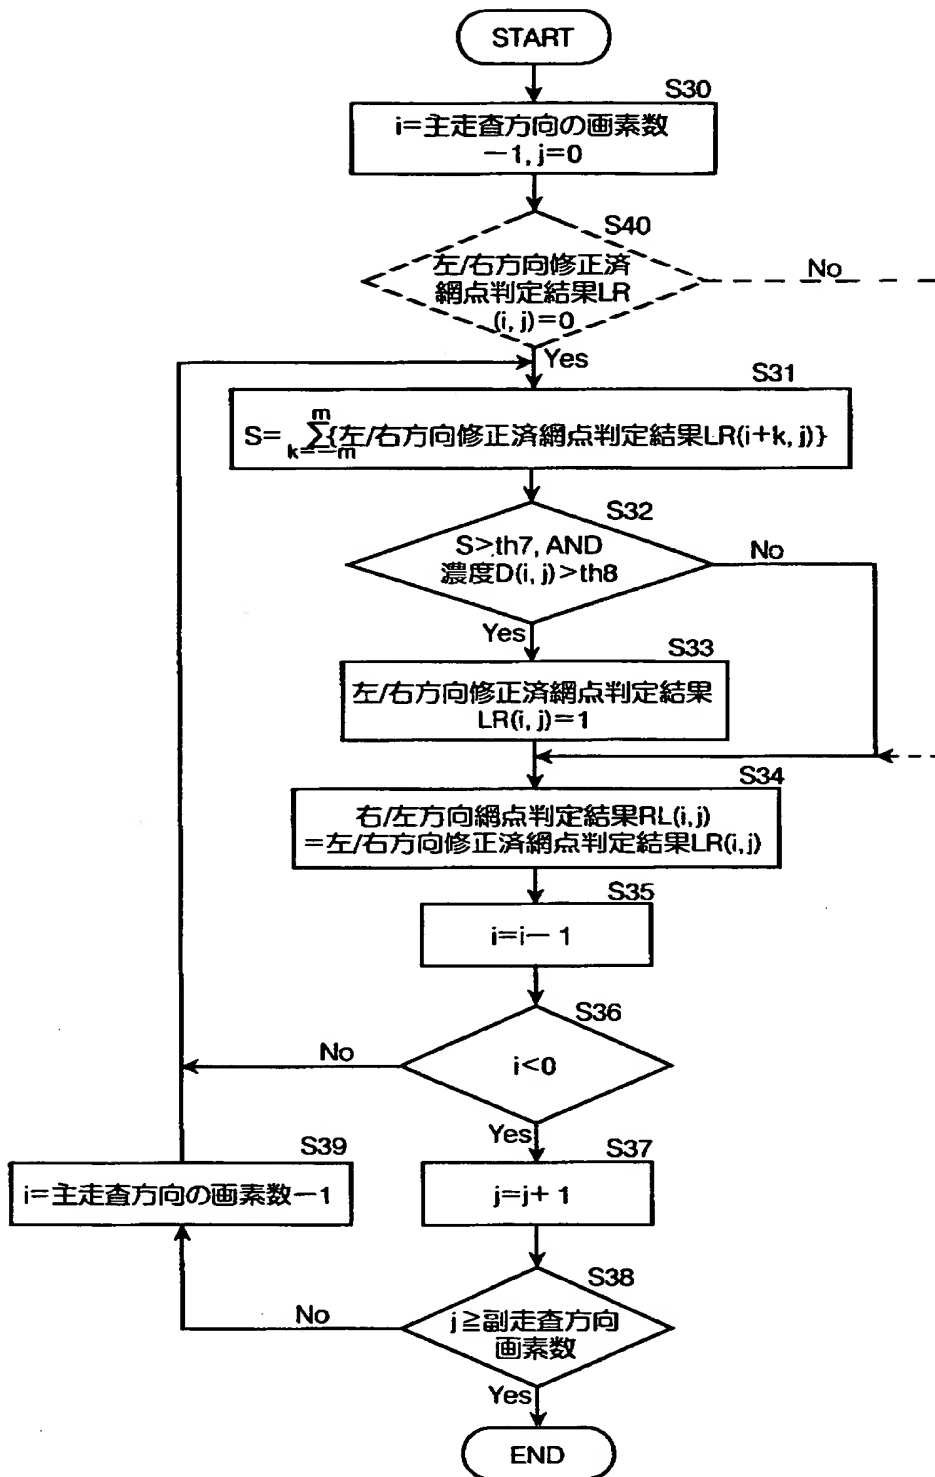 START
S30
i=主走査方向の画素数
−1, j=0
S40
左/右方向修正済
網点判定結果LR
(i, j)=0
No
Yes
S31
m
S= Σ{左/右方向修正済網点判定結果LR(i+k, j)}
k=−m
S32
S>th7, AND
濃度D(i, j)>th8
No
Yes
S33
左/右方向修正済網点判定結果
LR(i, j)=1
S34
右/左方向網点判定結果RL(i,j)
=左/右方向修正済網点判定結果LR(i,j)
S35
i=i− 1
S36
i<0
No
Yes
S39
i=主走査方向の画素数−1
S37
j=j+ 1
S38
j≧副走査方向
画素数
No
Yes
END